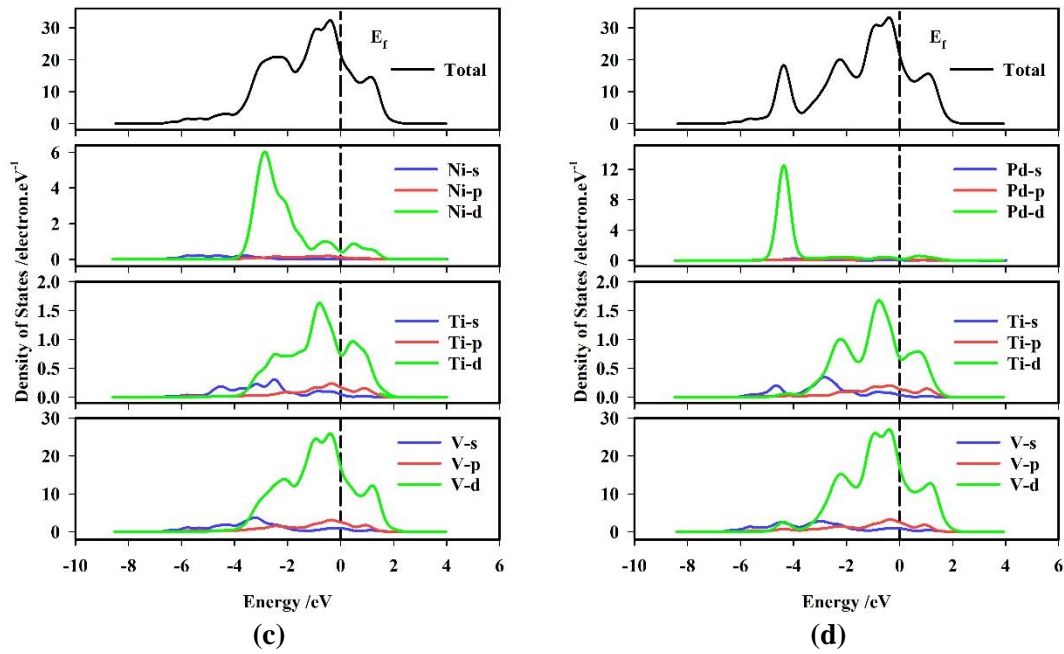 30
20
10
0
E_f
Total
6
4
2
0
Ni-s
Ni-p
Ni-d
2.0
1.5
1.0
0.5
0.0
Ti-s
Ti-p
Ti-d
30
20
10
0
V-s
V-p
V-d
Density of States /electron.eV⁻¹
-10 -8 -6 -4 -2 0 2 4 6
Energy /eV
(c)
30
20
10
0
E_f
Total
12
8
4
0
Pd-s
Pd-p
Pd-d
2.0
1.5
1.0
0.5
0.0
Ti-s
Ti-p
Ti-d
30
20
10
0
V-s
V-p
V-d
Density of States /electron.eV⁻¹
-10 -8 -6 -4 -2 0 2 4 6
Energy /eV
(d)